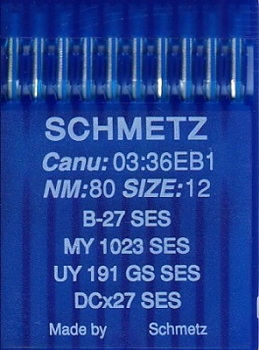 SCHMETZ
Canu: 03:36EB1
NM:80 SIZE:12
B-27 SES
MY 1023 SES
UY 191 GS SES
DCx27 SES
Made by Schmetz